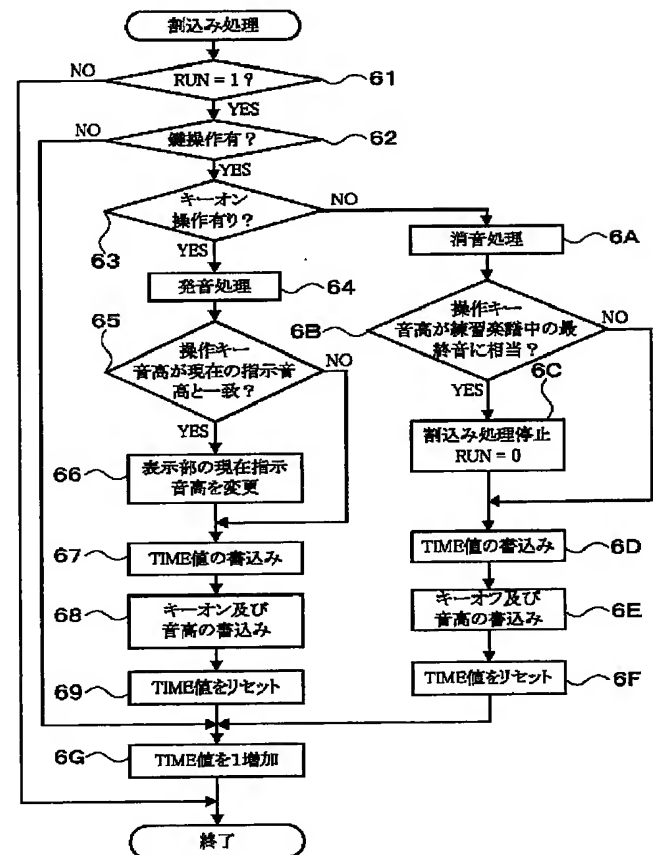 割込み処理
NO
RUN = 1?
61
YES
NO
鍵操作有?
62
YES
キーオン
操作有り?
NO
63
YES
消音処理
6A
発音処理
64
65
操作キー
音高が現在の指示音
高と一致?
NO
6B
操作キー
音高が練習楽譜中の最
終音に相当?
NO
YES
6C
YES
割込み処理停止
RUN = 0
66
表示部の現在指示
音高を変更
67
TIME値の書込み
TIME値の書込み
6D
68
キーオン及び
音高の書込み
キーオフ及び
音高の書込み
6E
69
TIME値をリセット
TIME値をリセット
6F
6G
TIME値を1増加
終了